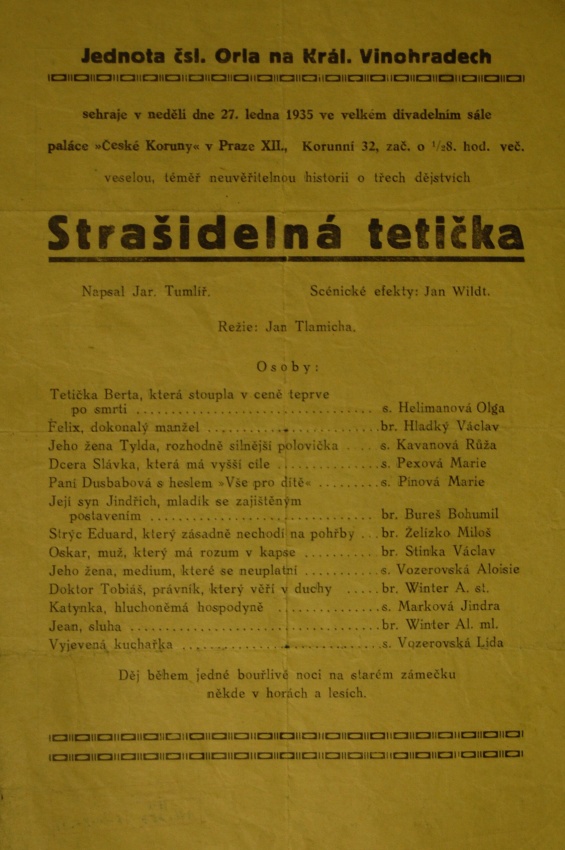 Jednota čsl. Orla na Král. Vinohradech
sehraje v neděli dne 27. ledna 1935 ve velkém divadelním sále
paláce »České Koruny« v Praze XII., Korunní 32, zač. o ½8. hod. več.
veselou, téměř neuvěřitelnou historii o třech dějstvích
Strašidelná tetička
Napsal Jar. Tumlíř. Scénické efekty: Jan Wildt.
Režie: Jan Tlamicha.
Osoby:
Tetička Berta, která stoupla v ceně teprve
po smrti ........ s. Helimanová Olga
Felix, dokonalý manžel ........ br. Hladký Václav
Jeho žena Tylda, rozhodně silnější polovička .... s. Kavanová Růža
Dcera Slávka, která má vyšší cíle ........ s. Pexová Marie
Paní Dusbabová s heslem »Vše pro dítě« ........ s. Pinová Marie
Její syn Jindřich, mladík se zajištěným
postavením ........ br. Bureš Bohumil
Strýc Eduard, který zásadně nechodí na pohřby ... br. Želízko Miloš
Oskar, muž, který má rozum v kapse ........ br. Stinka Václav
Jeho žena, medium, které se neuplatní ........ s. Vozerovská Aloisie
Doktor Tobiáš, právník, který věří v duchy ..... br. Winter A. st.
Katynka, hluchoněmá hospodyně ........ s. Marková Jindra
Jean, sluha ........ br. Winter Al. ml.
Vyjevená kuchařka ........ s. Vozerovská Lída
Děj během jedné bouřlivé noci na starém zámečku
někde v horách a lesích.